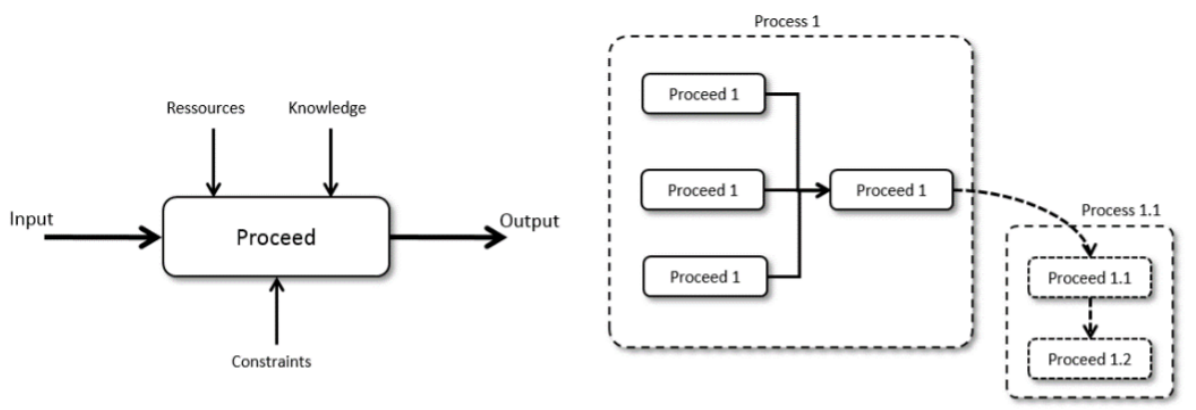 Ressources
Knowledge
Input
Proceed
Output
Constraints
Process 1
Proceed 1
Proceed 1
Proceed 1
Proceed 1
Process 1.1
Proceed 1.1
Proceed 1.2